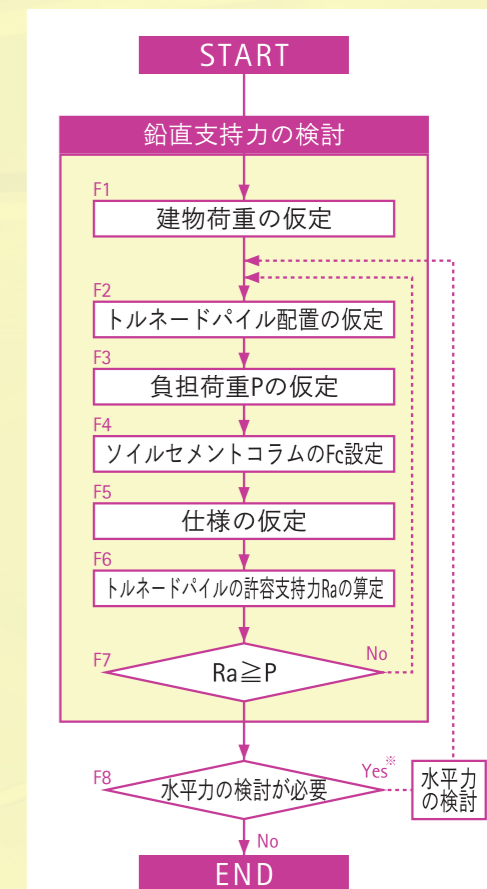 START
鉛直支持力の検討
F1
建物荷重の仮定
F2
トルネードパイル配置の仮定
F3
負担荷重Pの仮定
F4
ソイルセメントコラムのFc設定
F5
仕様の仮定
F6
トルネードパイルの許容支持力Raの算定
F7
Ra≧P
No
F8
水平力の検討が必要
Yes※
水平力
の検討
No
END